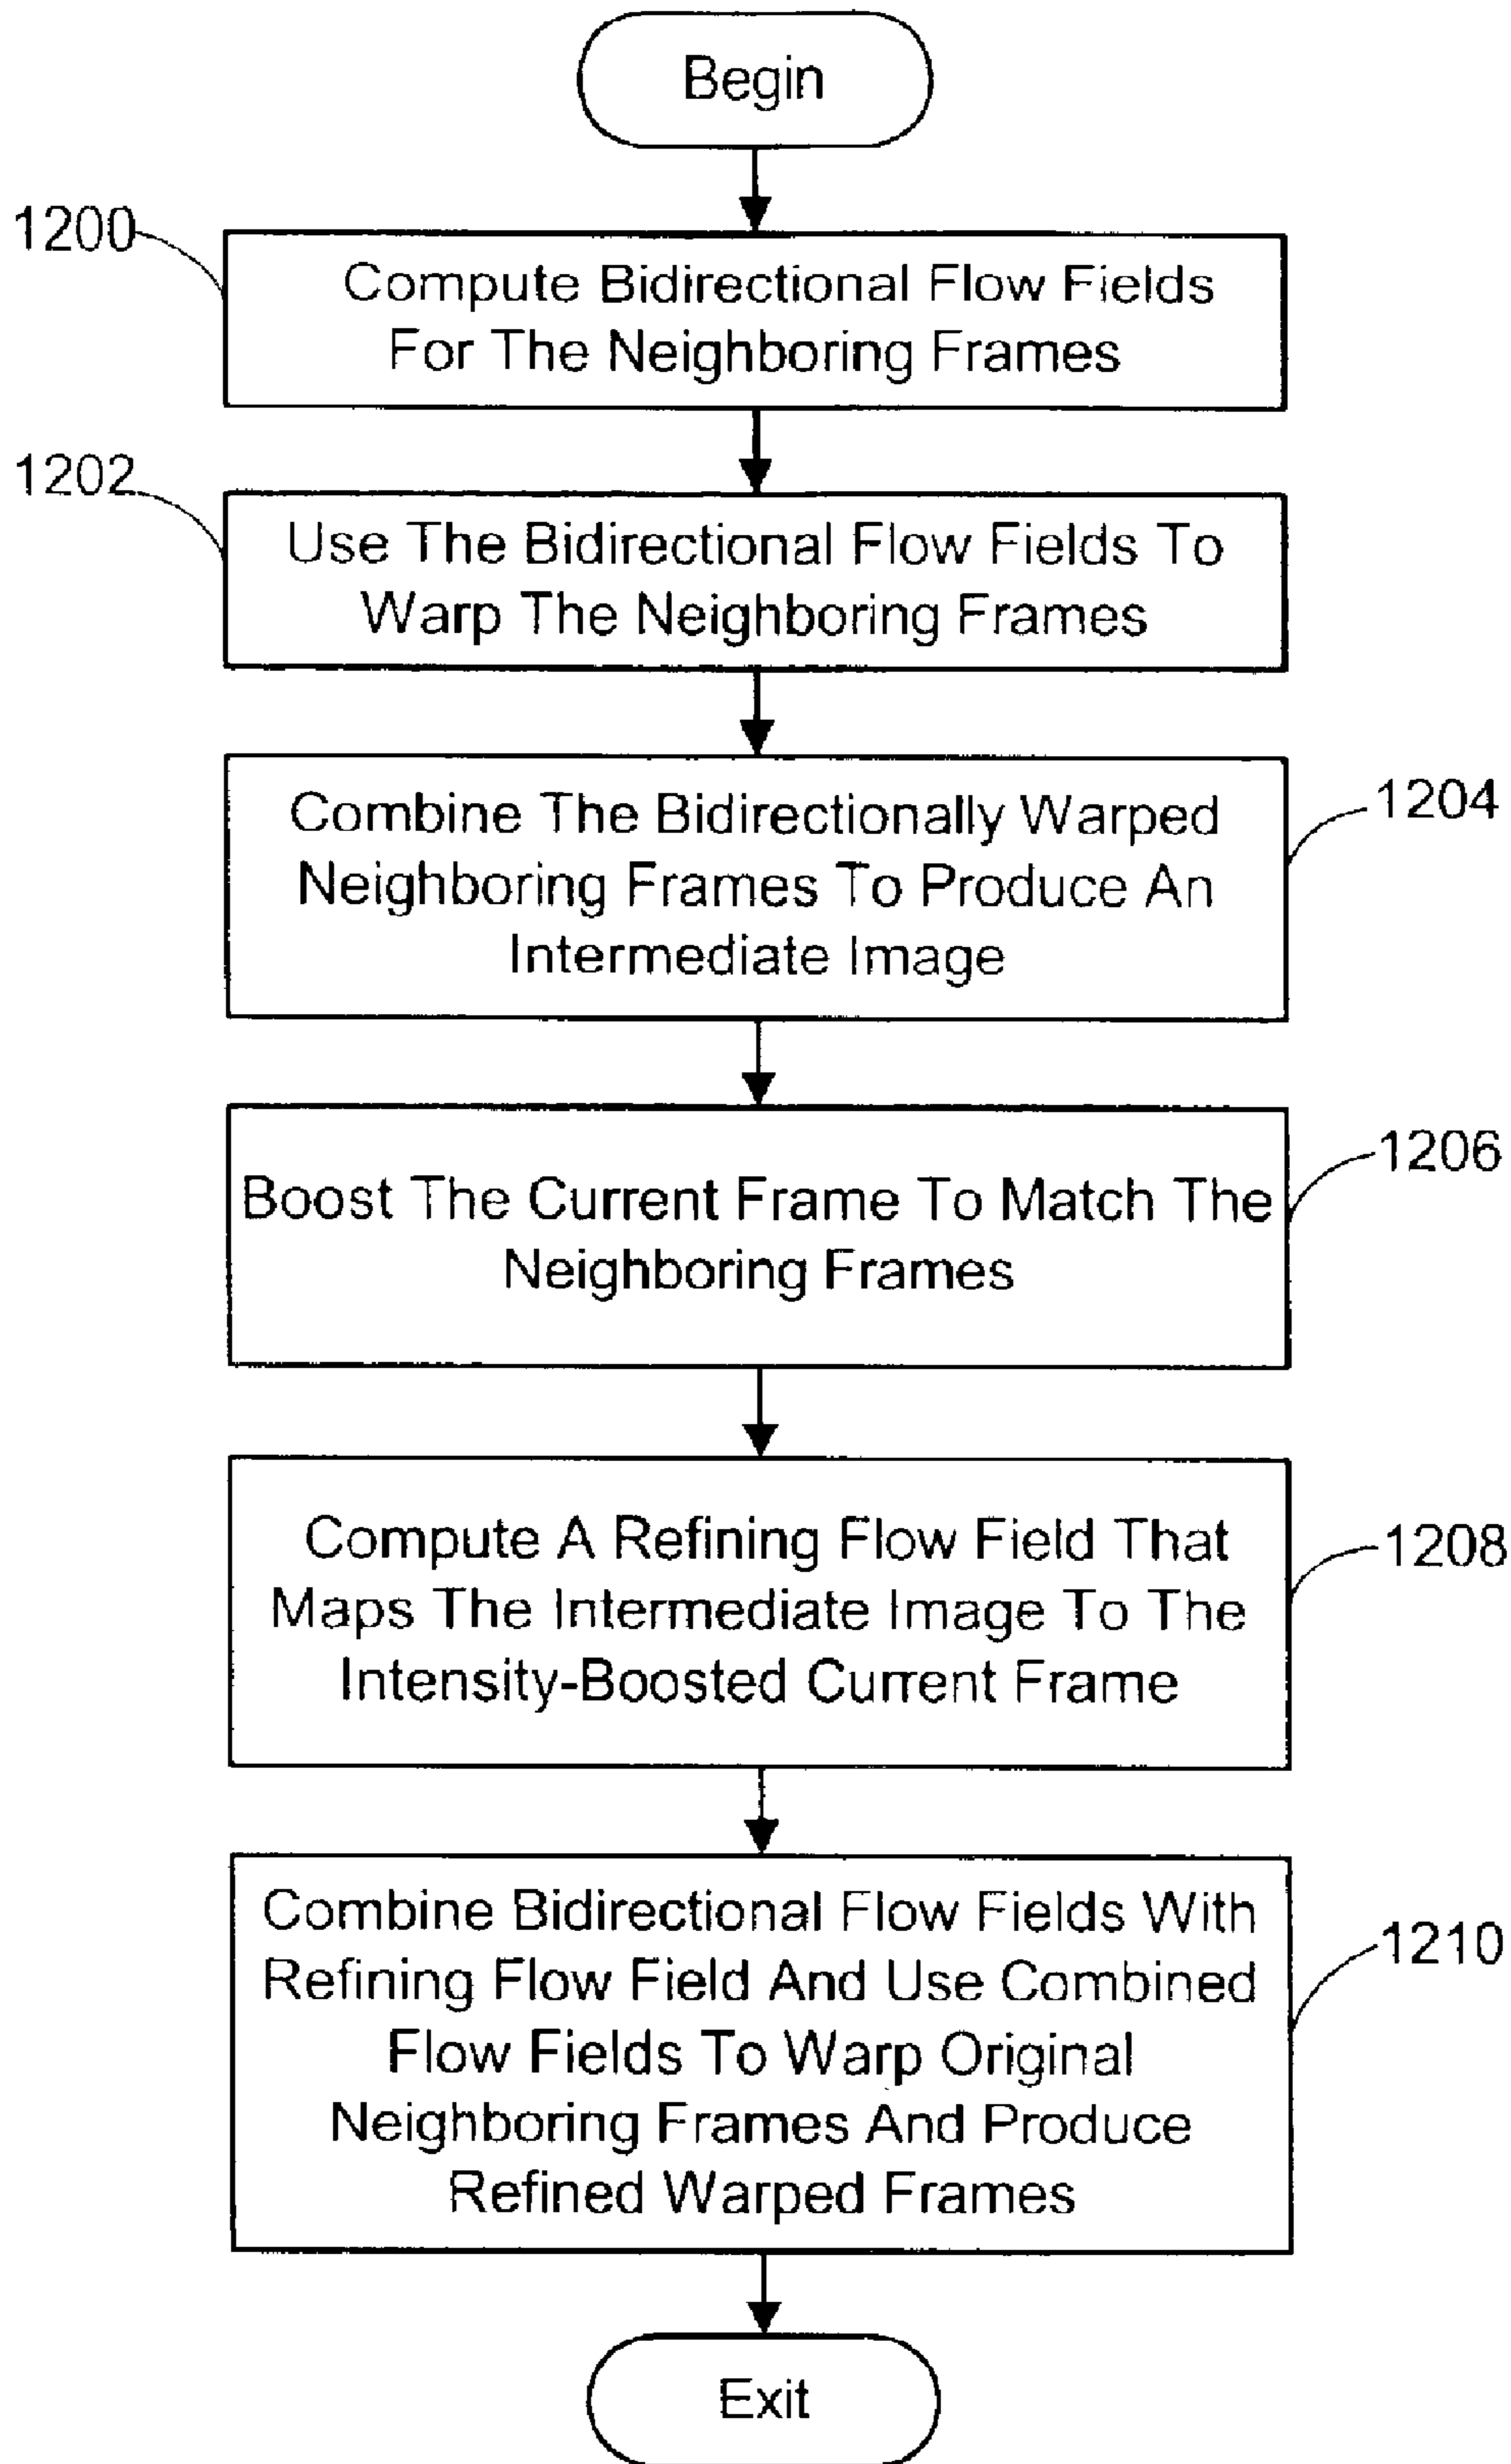 Begin
1200
Compute Bidirectional Flow Fields
For The Neighboring Frames
1202
Use The Bidirectional Flow Fields To
Warp The Neighboring Frames
1204
Combine The Bidirectionally Warped
Neighboring Frames To Produce An
Intermediate Image
1206
Boost The Current Frame To Match The
Neighboring Frames
1208
Compute A Refining Flow Field That
Maps The Intermediate Image To The
Intensity-Boosted Current Frame
1210
Combine Bidirectional Flow Fields With
Refining Flow Field And Use Combined
Flow Fields To Warp Original
Neighboring Frames And Produce
Refined Warped Frames
Exit